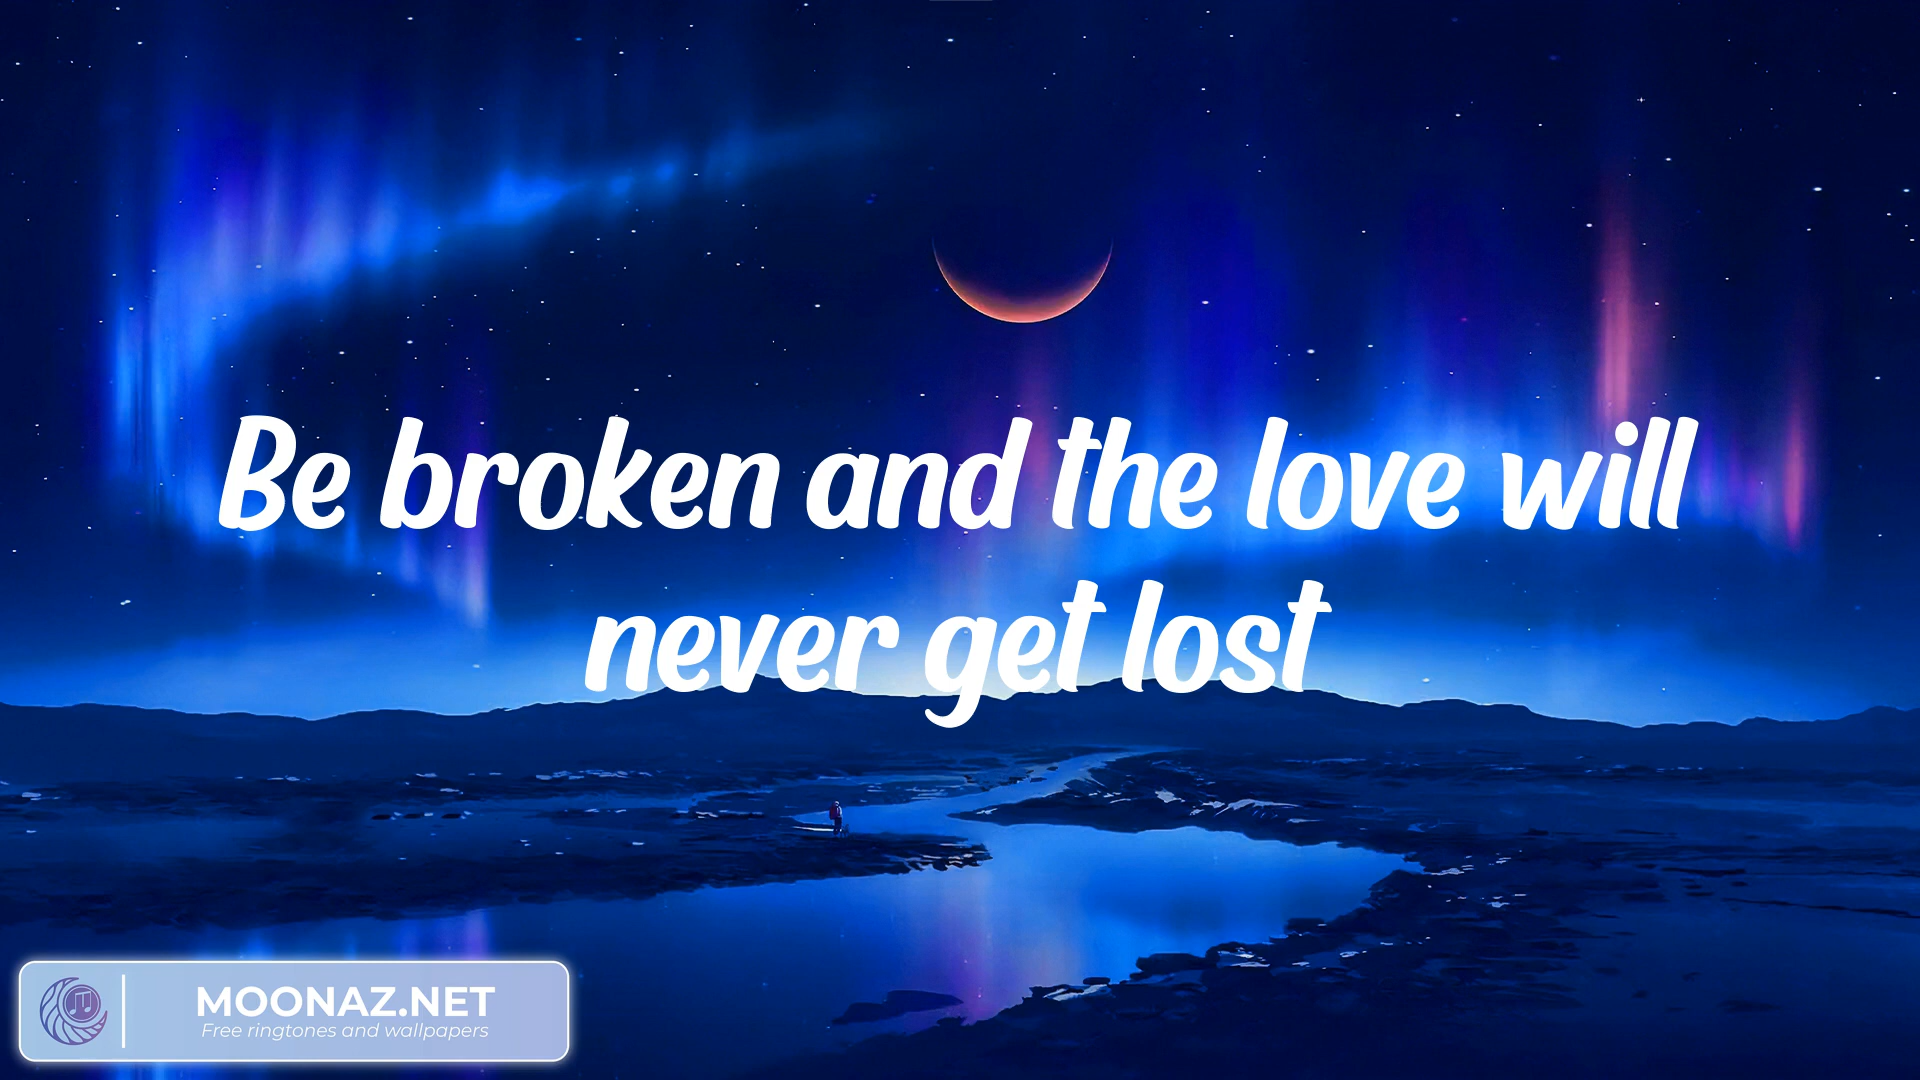 Be broken and the love will
never get lost
MOONAZ.NET
Free ringtones and wallpapers